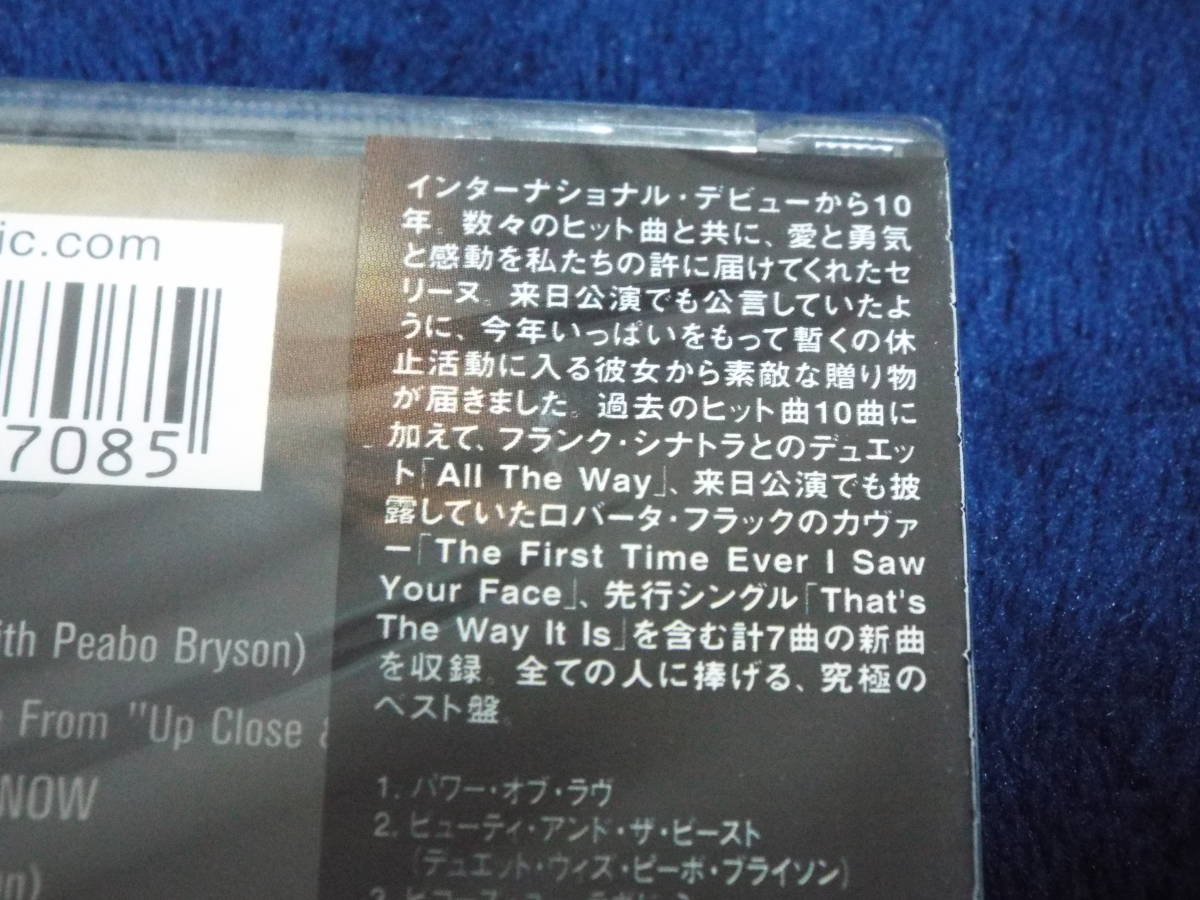 ic.com
7085
ith Peabo Bryson)
From "Up Close &
NOW
on)
インターナショナル・デビューから10
年。数々のヒット曲と共に、愛と勇気
と感動を私たちの許に届けてくれたセ
リーヌ。来日公演でも公言していたよ
うに、今年いっぱいをもって暫くの休
止活動に入る彼女から素敵な贈り物
が届きました。過去のヒット曲10曲に
加えて、フランク・シナトラとのデュエッ
ト「All The Way」、来日公演でも披
露していたロバータ・フラックのカヴァ
ー「The First Time Ever I Saw
Your Face」、先行シングル「That's
The Way It Is」を含む計7曲の新曲
を収録。全ての人に捧げる、究極の
ベスト盤。
1. パワー・オブ・ラヴ
2. ビューティ・アンド・ザ・ビースト
(デュエット・ウィズ・ピーボ・ブライソン)